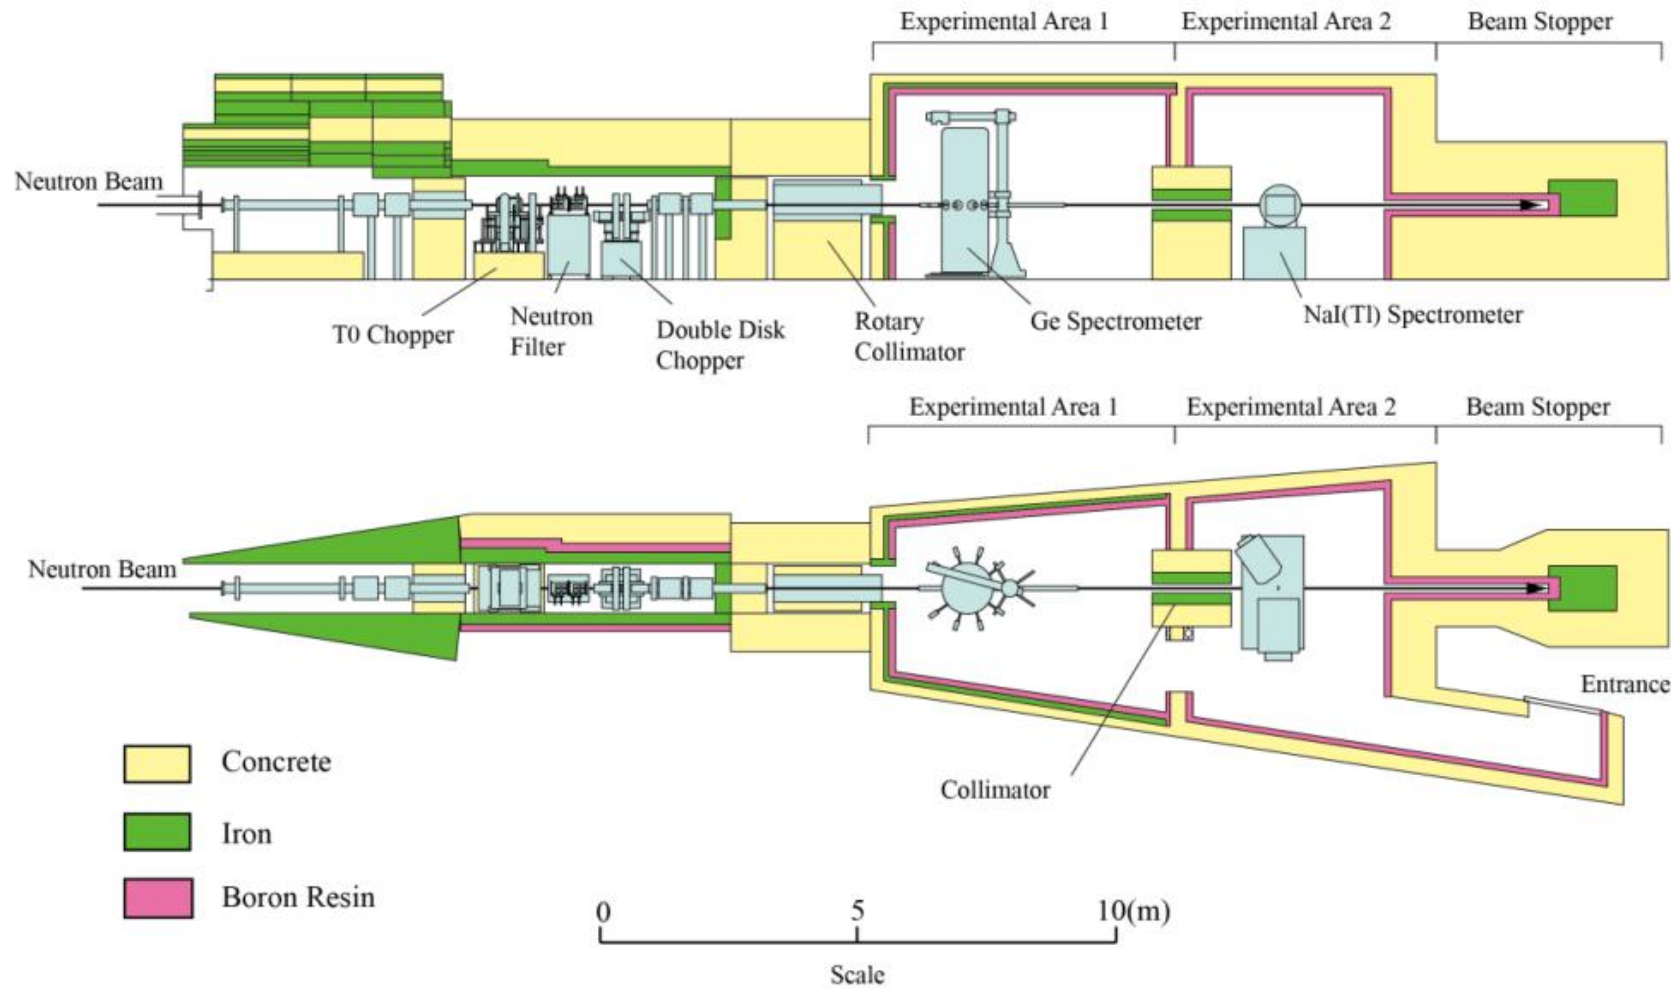 Experimental Area 1
Experimental Area 2
Beam Stopper
Neutron Beam
T0 Chopper
Neutron
Filter
Double Disk
Chopper
Rotary
Collimator
Ge Spectrometer
NaI(Tl) Spectrometer
Experimental Area 1
Experimental Area 2
Beam Stopper
Neutron Beam
Entrance
Collimator
Concrete
Iron
Boron Resin
0
5
10(m)
Scale